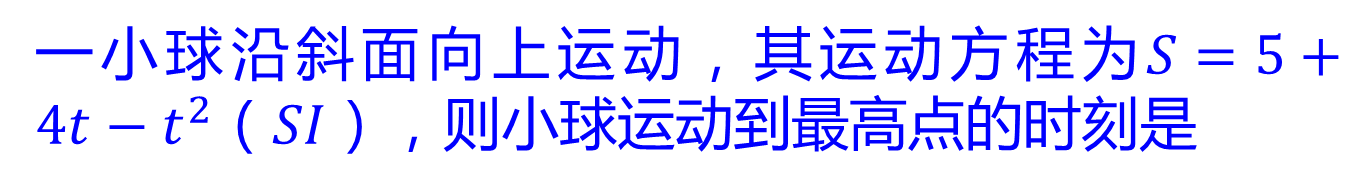 一小球沿斜面向上运动，其运动方程为S = 5 +
4t − t²（SI），则小球运动到最高点的时刻是